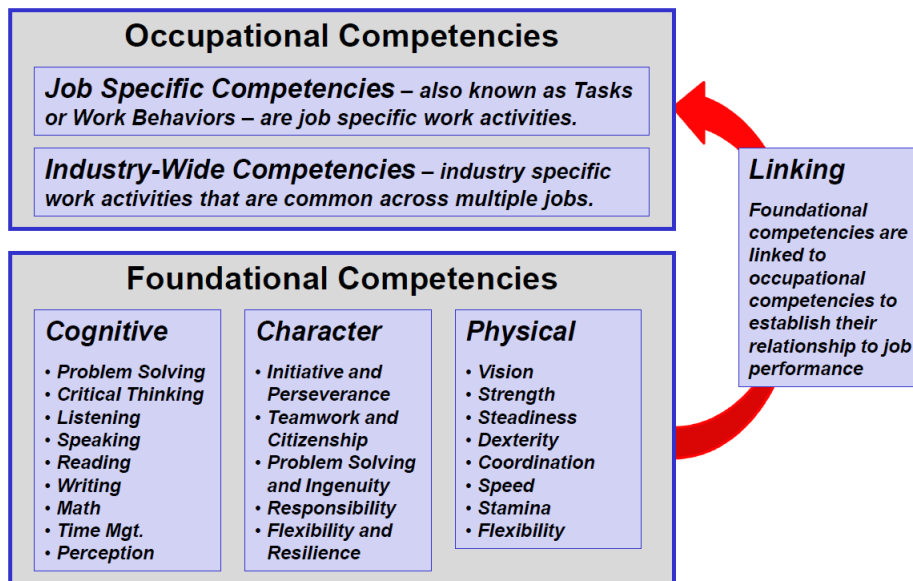 Occupational Competencies
Job Specific Competencies – also known as Tasks
or Work Behaviors – are job specific work activities.
Industry-Wide Competencies – industry specific
work activities that are common across multiple jobs.
Foundational Competencies
Cognitive
• Problem Solving
• Critical Thinking
• Listening
• Speaking
• Reading
• Writing
• Math
• Time Mgt.
• Perception
Character
• Initiative and
Perseverance
• Teamwork and
Citizenship
• Problem Solving
and Ingenuity
• Responsibility
• Flexibility and
Resilience
Physical
• Vision
• Strength
• Steadiness
• Dexterity
• Coordination
• Speed
• Stamina
• Flexibility
Linking
Foundational
competencies are
linked to
occupational
competencies to
establish their
relationship to job
performance